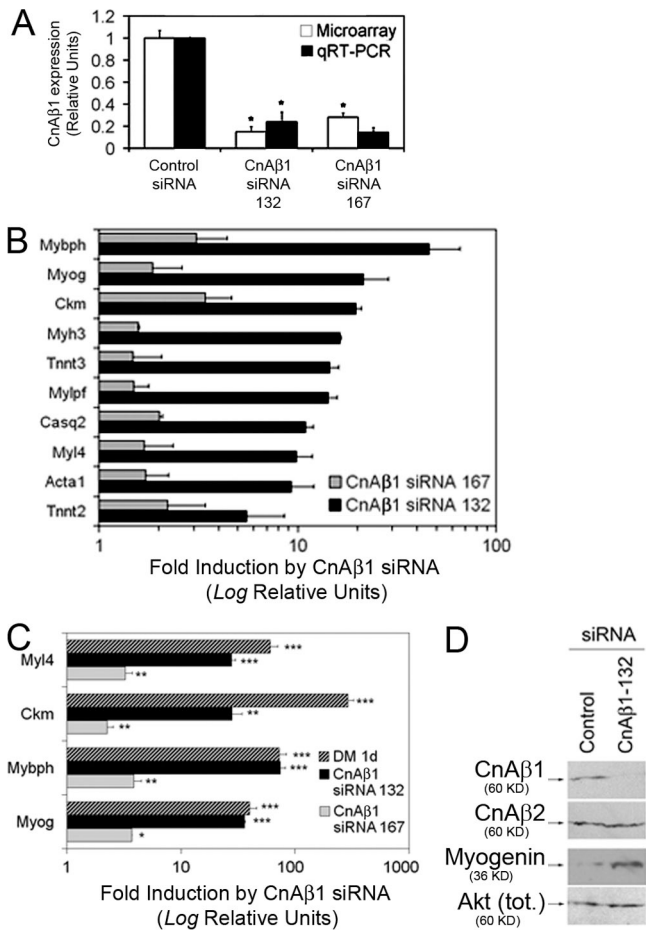 A
CnAβ1 expression
(Relative Units)
1.2
1
0.8
0.6
0.4
0.2
0
Microarray
qRT-PCR
* * *
Control
siRNA
CnAβ1
siRNA
132
CnAβ1
siRNA
167
B
Mybph
Myog
Ckm
Myh3
Tnnt3
Mylpf
Casq2
Myl4
Acta1
Tnnt2
CnAβ1 siRNA 167
CnAβ1 siRNA 132
1 10 100
Fold Induction by CnAβ1 siRNA
(Log Relative Units)
C
Myl4
Ckm
Mybph
Myog
***
***
**
***
**
**
***
***
**
***
***
*
DM 1d
CnAβ1
siRNA 132
CnAβ1
siRNA 167
1 10 100 1000
Fold Induction by CnAβ1 siRNA
(Log Relative Units)
D
siRNA
Control
CnAβ1-132
CnAβ1
(60 KD)
CnAβ2
(60 KD)
Myogenin
(36 KD)
Akt (tot.)
(60 KD)